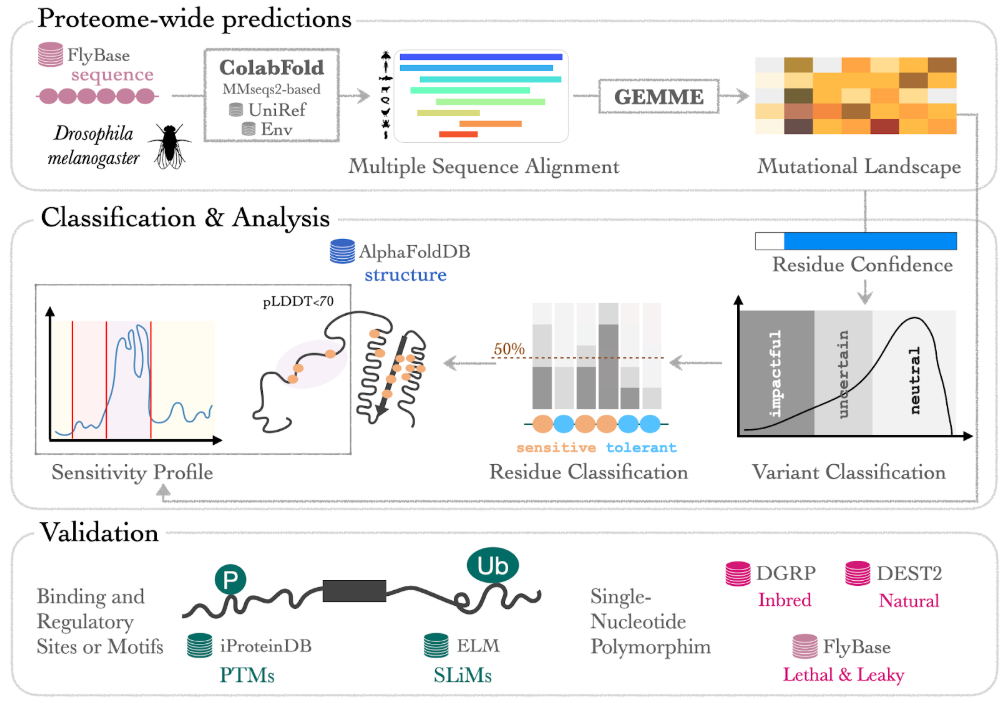 Proteome-wide predictions
FlyBase
sequence
Drosophila
melanogaster
ColabFold
MMseqs2-based
UniRef
Env
Multiple Sequence Alignment
GEMME
Mutational Landscape
Classification & Analysis
AlphaFoldDB
structure
Residue Confidence
pLDDT<70
50%
impactful
uncertain
neutral
sensitive tolerant
Sensitivity Profile
Residue Classification
Variant Classification
Validation
Binding and
Regulatory
Sites or Motifs
P
Ub
iProteinDB
PTMs
ELM
SLiMs
Single-
Nucleotide
Polymorphim
DGRP
Inbred
DEST2
Natural
FlyBase
Lethal & Leaky